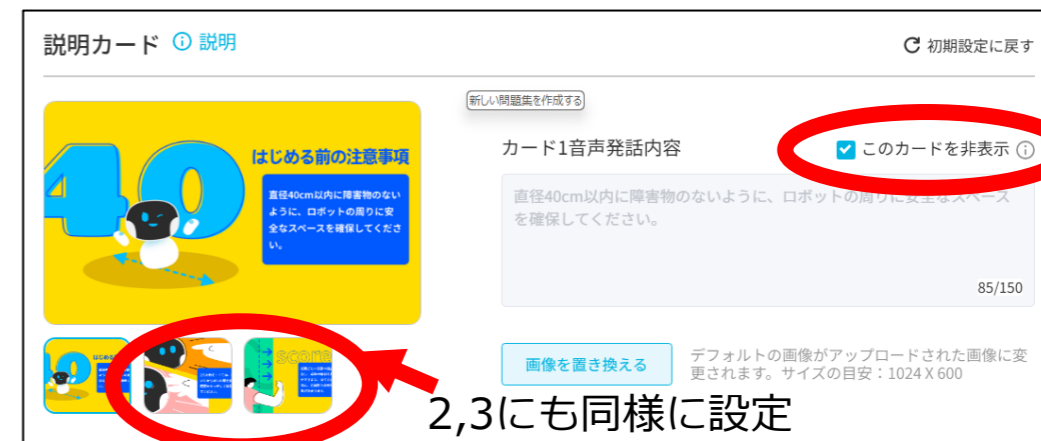 説明カード ⓘ 説明
初期設定に戻す
新しい問題集を作成する
カード1音声発話内容
このカードを非表示 ⓘ
40
はじめる前の注意事項
直径40cm以内に障害物のない
ように、ロボットの周りに安
全なスペースを確保してくださ
い。
直径40cm以内に障害物のないように、ロボットの周りに安全なスペース
を確保してください。
85/150
score
画像を置き換える
デフォルトの画像がアップロードされた画像に変
更されます。サイズの目安：1024 X 600
2,3にも同様に設定